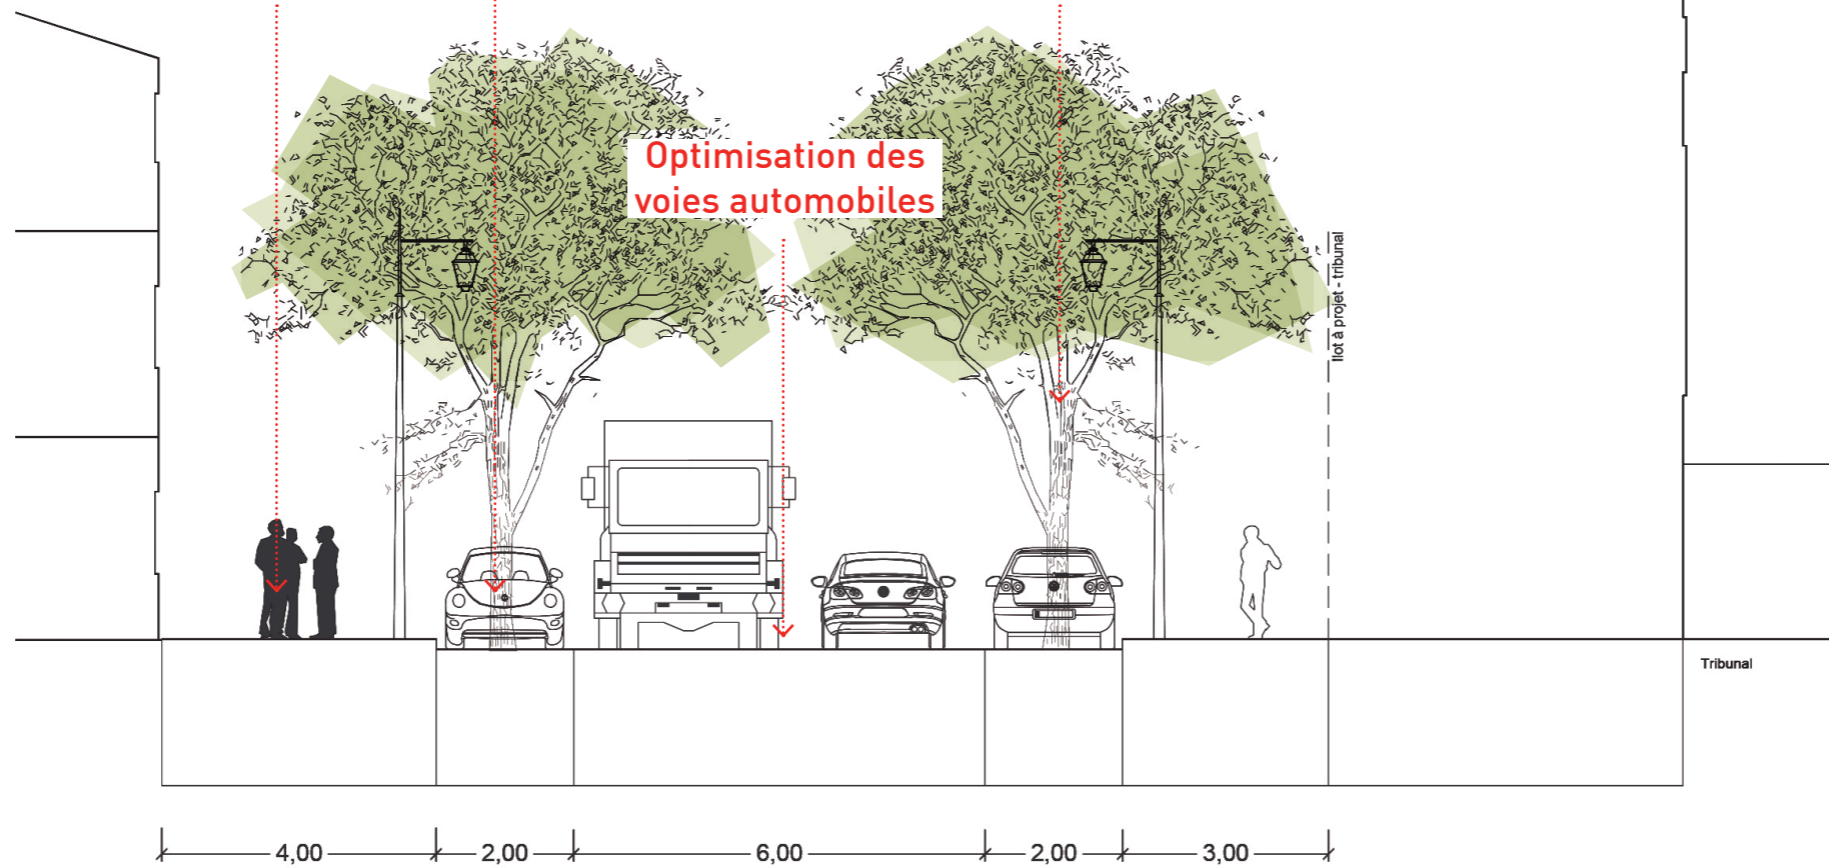 Optimisation des
voies automobiles
Ilot à projet - tribunal
Tribunal
4,00
2,00
6,00
2,00
3,00